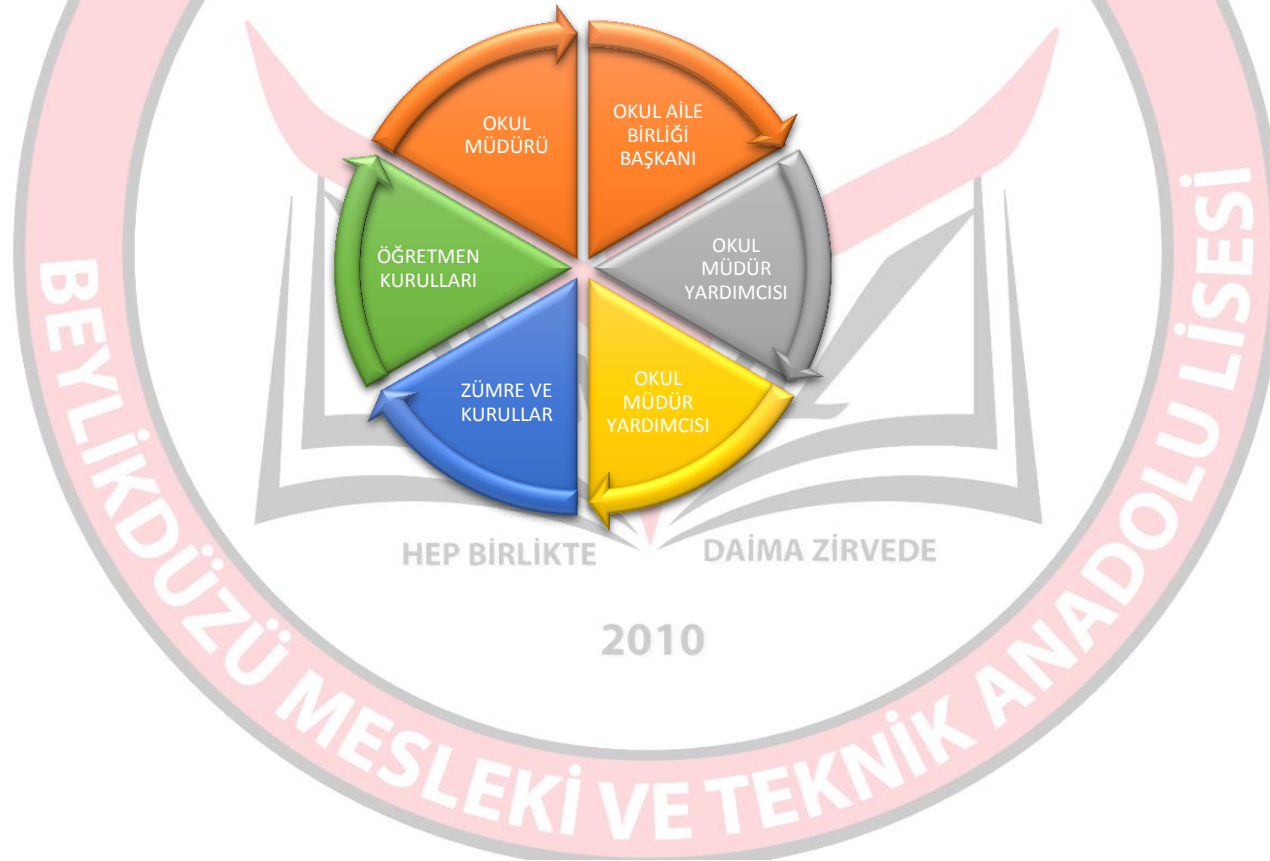 OKUL
MÜDÜRÜ
OKUL AİLE
BİRLİĞİ
BAŞKANI
OKUL
MÜDÜR
YARDIMCISI
OKUL
MÜDÜR
YARDIMCISI
ZÜMRE VE
KURULLAR
ÖĞRETMEN
KURULLARI
HEP BİRLİKTE
DAİMA ZİRVEDE
2010
BEYLİKDÜZÜ MESLEKİ VE TEKNİK ANADOLU LİSESİ